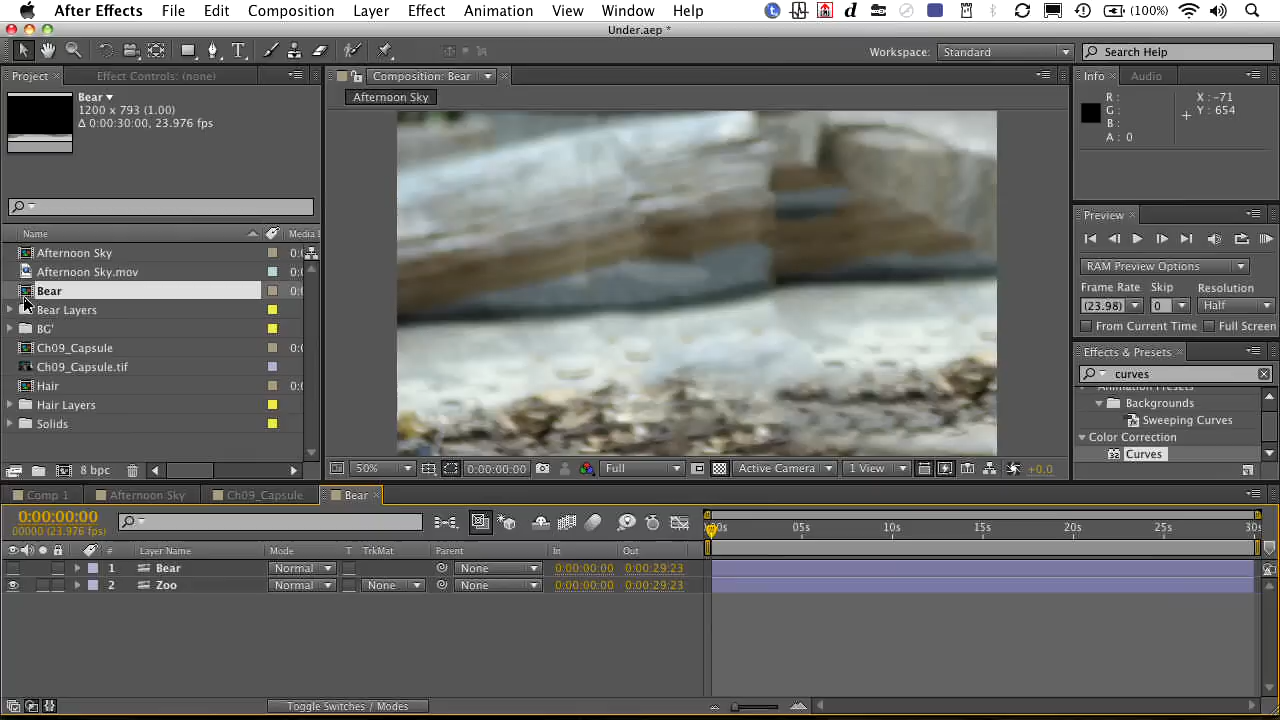 After Effects File Edit Composition Layer Effect Animation View Window Help (100%)
Under.aep *
Workspace: Standard Search Help
Project Effect Controls: (none) Composition: Bear Info Audio
Afternoon Sky
Bear
1200 x 793 (1.00)
Δ 0:00:30:00, 23.976 fps
R :
G :
B :
A : 0
X : -71
Y : 654
Preview
RAM Preview Options
Frame Rate Skip Resolution
(23.98) 0 Half
From Current Time Full Screen
Effects & Presets
curves
Animation Presets
Backgrounds
Sweeping Curves
Color Correction
Curves
Name Media
Afternoon Sky 0:
Afternoon Sky.mov 0:
Bear 0:
Bear Layers
BG'
Ch09_Capsule 0:
Ch09_Capsule.tif
Hair 0:
Hair Layers
Solids
8 bpc
50% 0:00:00:00 Full Active Camera 1 View +0.0
Comp 1 Afternoon Sky Ch09_Capsule Bear
0:00:00:00
00000 (23.976 fps)
00s 05s 10s 15s 20s 25s 30s
# Layer Name Mode T TrkMat Parent In Out
1 Bear Normal None 0:00:00:00 0:00:29:23
2 Zoo Normal None None 0:00:00:00 0:00:29:23
Toggle Switches / Modes